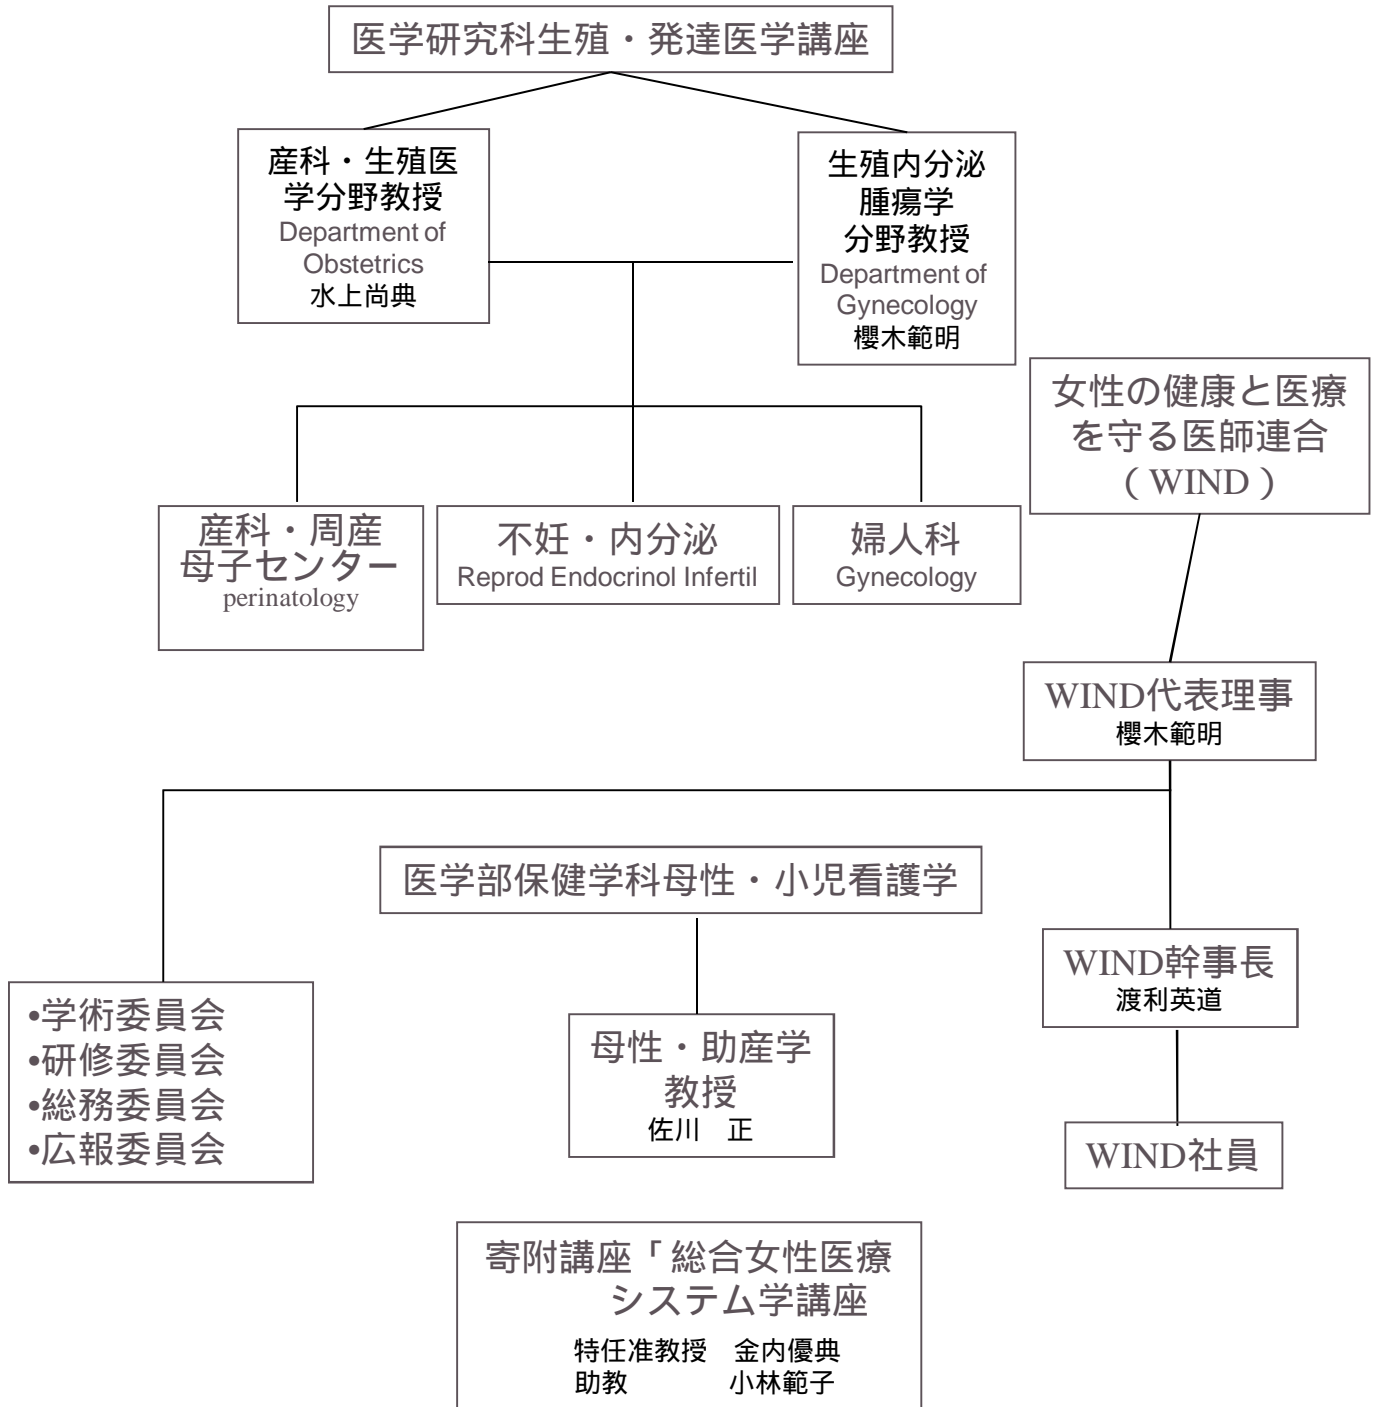 医学研究科生殖・発達医学講座
産科・生殖医
学分野教授
Department of
Obstetrics
水上尚典
生殖内分泌
腫瘍学
分野教授
Department of
Gynecology
櫻木範明
女性の健康と医療
を守る医師連合
（WIND）
産科・周産
母子センター
perinatology
不妊・内分泌
Reprod Endocrinol Infertil
婦人科
Gynecology
WIND代表理事
櫻木範明
医学部保健学科母性・小児看護学
WIND幹事長
渡利英道
•学術委員会
•研修委員会
•総務委員会
•広報委員会
母性・助産学
教授
佐川　正
WIND社員
寄附講座「総合女性医療
システム学講座
特任准教授　金内優典
助教　　　　小林範子